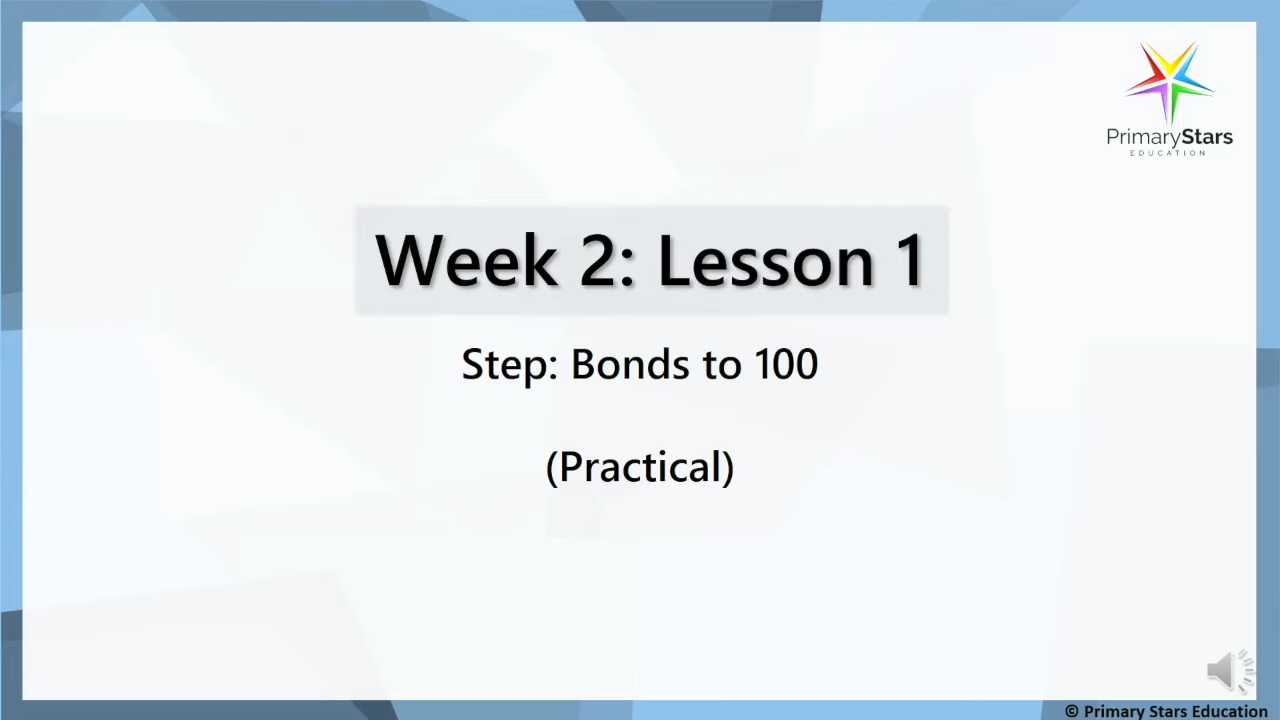 PrimaryStars
EDUCATION
Week 2: Lesson 1
Step: Bonds to 100
(Practical)
© Primary Stars Education